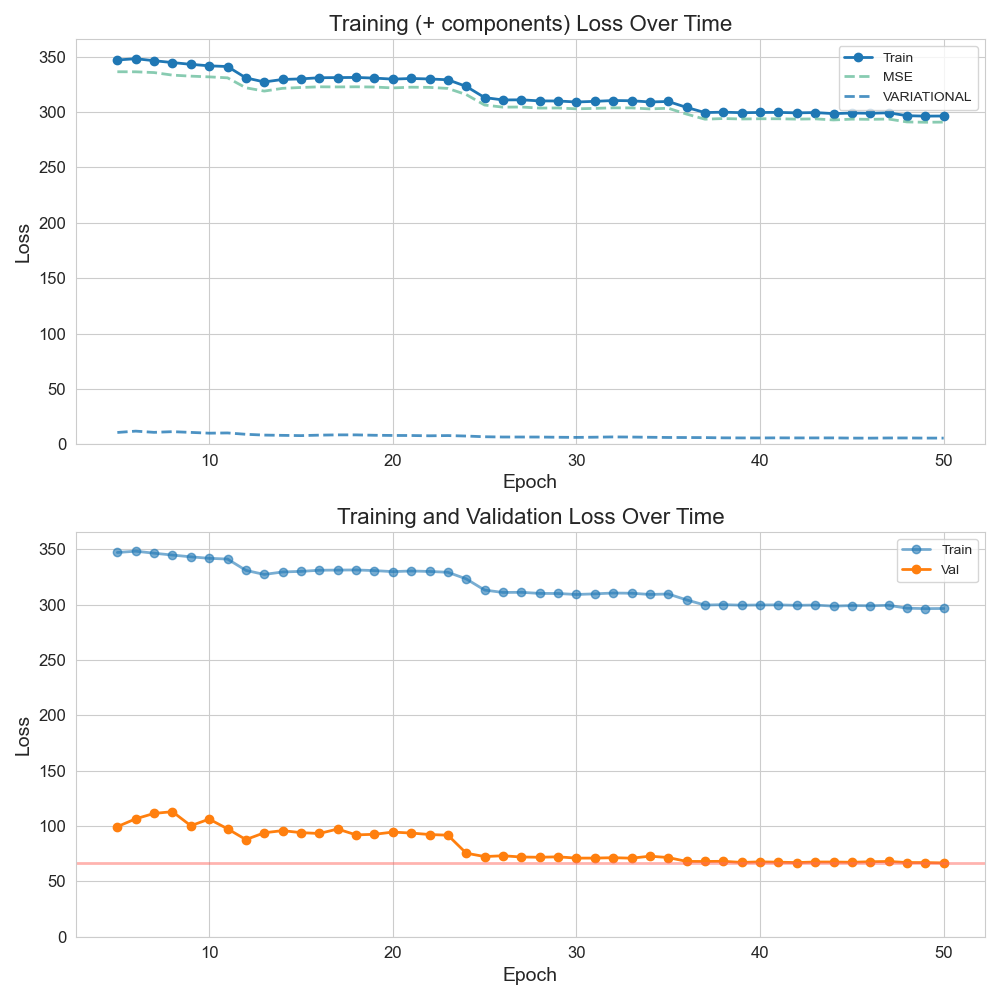 Training (+ components) Loss Over Time
Train
MSE
VARIATIONAL
350
300
250
200
150
100
50
0
Loss
10 20 30 40 50
Epoch
Training and Validation Loss Over Time
Train
Val
350
300
250
200
150
100
50
0
Loss
10 20 30 40 50
Epoch